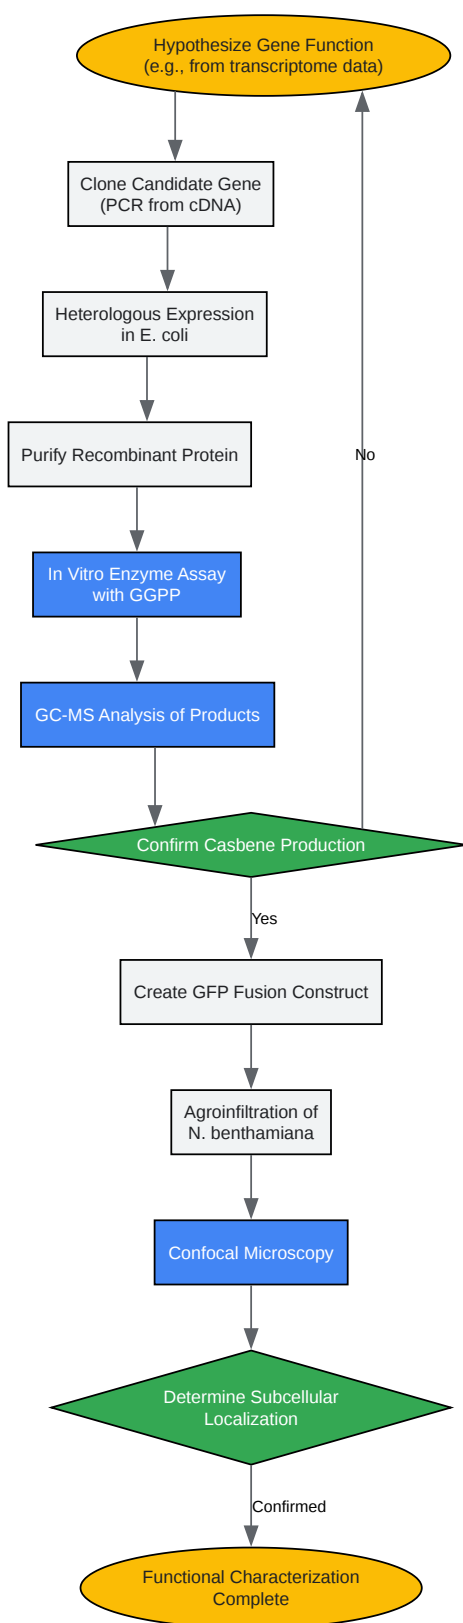 Hypothesize Gene Function
(e.g., from transcriptome data)
Clone Candidate Gene
(PCR from cDNA)
Heterologous Expression
in E. coli
Purify Recombinant Protein
No
In Vitro Enzyme Assay
with GGPP
GC-MS Analysis of Products
Confirm Casbene Production
Yes
Create GFP Fusion Construct
Agroinfiltration of
N. benthamiana
Confocal Microscopy
Determine Subcellular
Localization
Confirmed
Functional Characterization
Complete